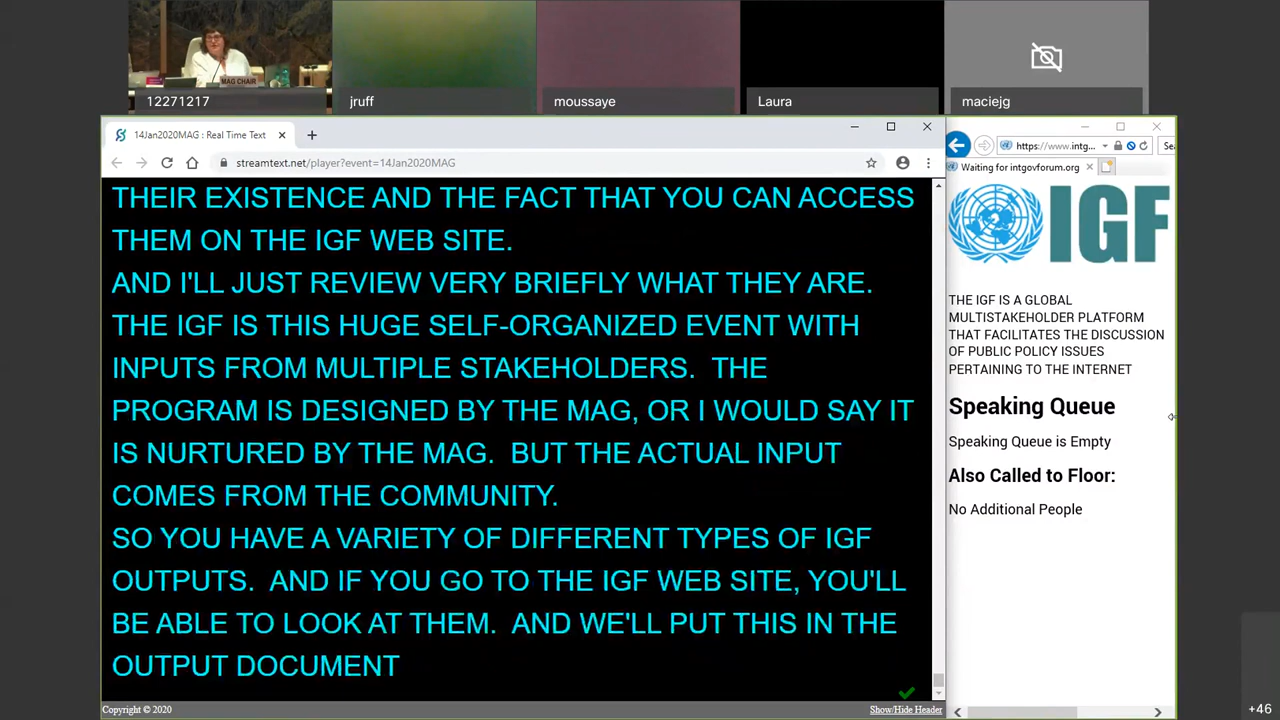 MAG CHAIR
12271217
jruff
moussaye
Laura
maciejg
14Jan2020MAG : Real Time Text
streamtext.net/player?event=14Jan2020MAG
THEIR EXISTENCE AND THE FACT THAT YOU CAN ACCESS
THEM ON THE IGF WEB SITE.
AND I'LL JUST REVIEW VERY BRIEFLY WHAT THEY ARE.
THE IGF IS THIS HUGE SELF-ORGANIZED EVENT WITH
INPUTS FROM MULTIPLE STAKEHOLDERS.  THE
PROGRAM IS DESIGNED BY THE MAG, OR I WOULD SAY IT
IS NURTURED BY THE MAG.  BUT THE ACTUAL INPUT
COMES FROM THE COMMUNITY.
SO YOU HAVE A VARIETY OF DIFFERENT TYPES OF IGF
OUTPUTS.  AND IF YOU GO TO THE IGF WEB SITE, YOU'LL
BE ABLE TO LOOK AT THEM.  AND WE'LL PUT THIS IN THE
OUTPUT DOCUMENT
Copyright © 2020
Show/Hide Header
https://www.intg...
Sea
Waiting for intgovforum.org
IGF
THE IGF IS A GLOBAL
MULTISTAKEHOLDER PLATFORM
THAT FACILITATES THE DISCUSSION
OF PUBLIC POLICY ISSUES
PERTAINING TO THE INTERNET
Speaking Queue
Speaking Queue is Empty
Also Called to Floor:
No Additional People
+46